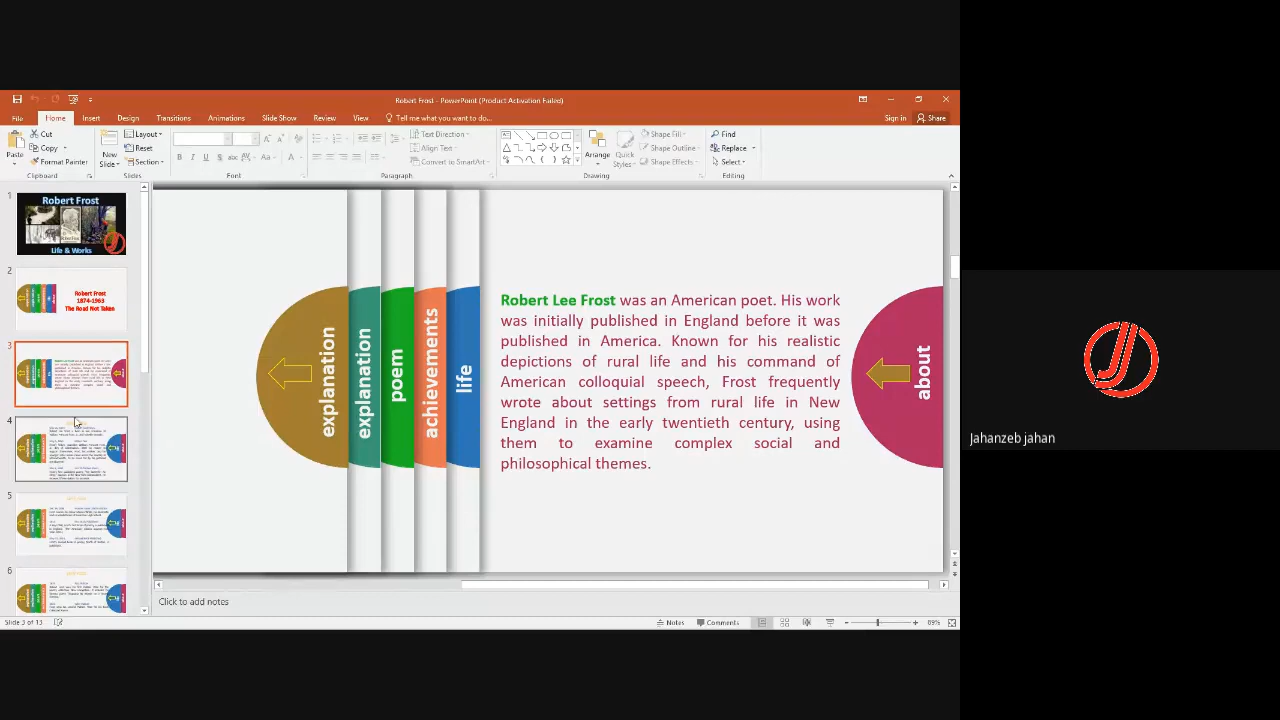 Robert Frost - PowerPoint (Product Activation Failed)
File Home Insert Design Transitions Animations Slide Show Review View Tell me what you want to do... Sign in Share
Paste
Cut
Copy
Format Painter
New Slide
Layout
Reset
Section
Text Direction
Align Text
Convert to SmartArt
Arrange
Quick Styles
Shape Fill
Shape Outline
Shape Effects
Find
Replace
Select
Clipboard Slides Font Paragraph Drawing Editing
1
Robert Frost
Life & Works
2
Robert Frost
1874-1963
The Road Not Taken
3
4
5
6
explanation
explanation
poem
achievements
life
Robert Lee Frost was an American poet. His work
was initially published in England before it was
published in America. Known for his realistic
depictions of rural life and his command of
American colloquial speech, Frost frequently
wrote about settings from rural life in New
England in the early twentieth century, using
them to examine complex social and
philosophical themes.
about
Click to add notes
Slide 3 of 13
Notes Comments 89%
Jahanzeb jahan